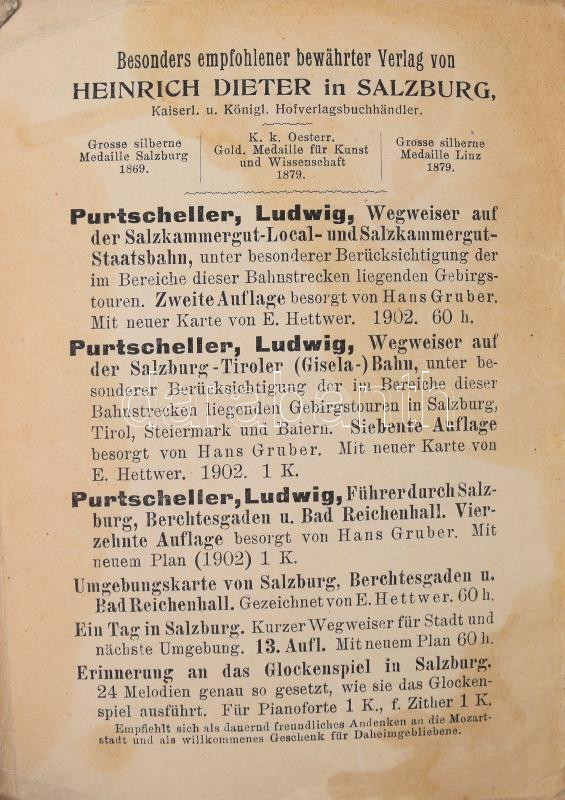 Besonders empfohlener bewährter Verlag von
HEINRICH DIETER in SALZBURG,
Kaiserl. u. Königl. Hofverlagsbuchhändler.
Grosse silberne
Medaille Salzburg
1869.
K. k. Oesterr.
Gold. Medaille für Kunst
und Wissenschaft
1879.
Grosse silberne
Medaille Linz
1879.
Purtscheller, Ludwig, Wegweiser auf
der Salzkammergut-Local- und Salzkammergut-
Staatsbahn, unter besonderer Berücksichtigung der
im Bereiche dieser Bahnstrecken liegenden Gebirgs-
touren. Zweite Auflage besorgt von Hans Gruber.
Mit neuer Karte von E. Hettwer. 1902. 60 h.
Purtscheller, Ludwig, Wegweiser auf
der Salzburg-Tiroler (Gisela-) Bahn, unter be-
sonderer Berücksichtigung der im Bereiche dieser
Bahnstrecken liegenden Gebirgstouren in Salzburg,
Tirol, Steiermark und Baiern. Siebente Auflage
besorgt von Hans Gruber. Mit neuer Karte von
E. Hettwer. 1902. 1 K.
Purtscheller, Ludwig, Führer durch Salz-
burg, Berchtesgaden u. Bad Reichenhall. Vier-
zehnte Auflage besorgt von Hans Gruber. Mit
neuem Plan (1902) 1 K.
Umgebungskarte von Salzburg, Berchtesgaden u.
Bad Reichenhall. Gezeichnet von E. Hettwer. 60 h.
Ein Tag in Salzburg. Kurzer Wegweiser für Stadt und
nächste Umgebung. 13. Aufl. Mit neuem Plan 60 h.
Erinnerung an das Glockenspiel in Salzburg.
24 Melodien genau so gesetzt, wie sie das Glocken-
spiel ausführt. Für Pianoforte 1 K., f. Zither 1 K.
Empfiehlt sich als dauernd freundliches Andenken an die Mozart-
stadt und als willkommenes Geschenk für Daheimgebliebene.
darabanth